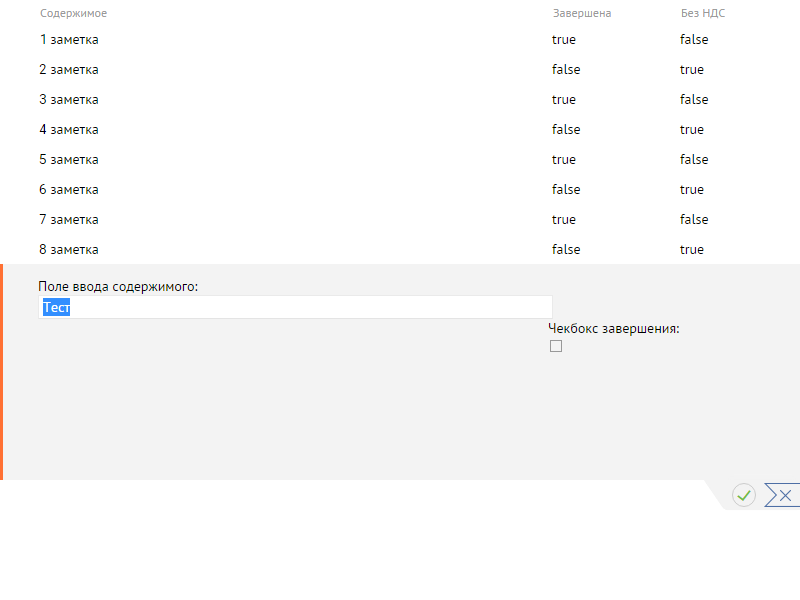 Содержимое Завершена Без НДС
1 заметка true false
2 заметка false true
3 заметка true false
4 заметка false true
5 заметка true false
6 заметка false true
7 заметка true false
8 заметка false true
Поле ввода содержимого:
Тест
Чекбокс завершения: